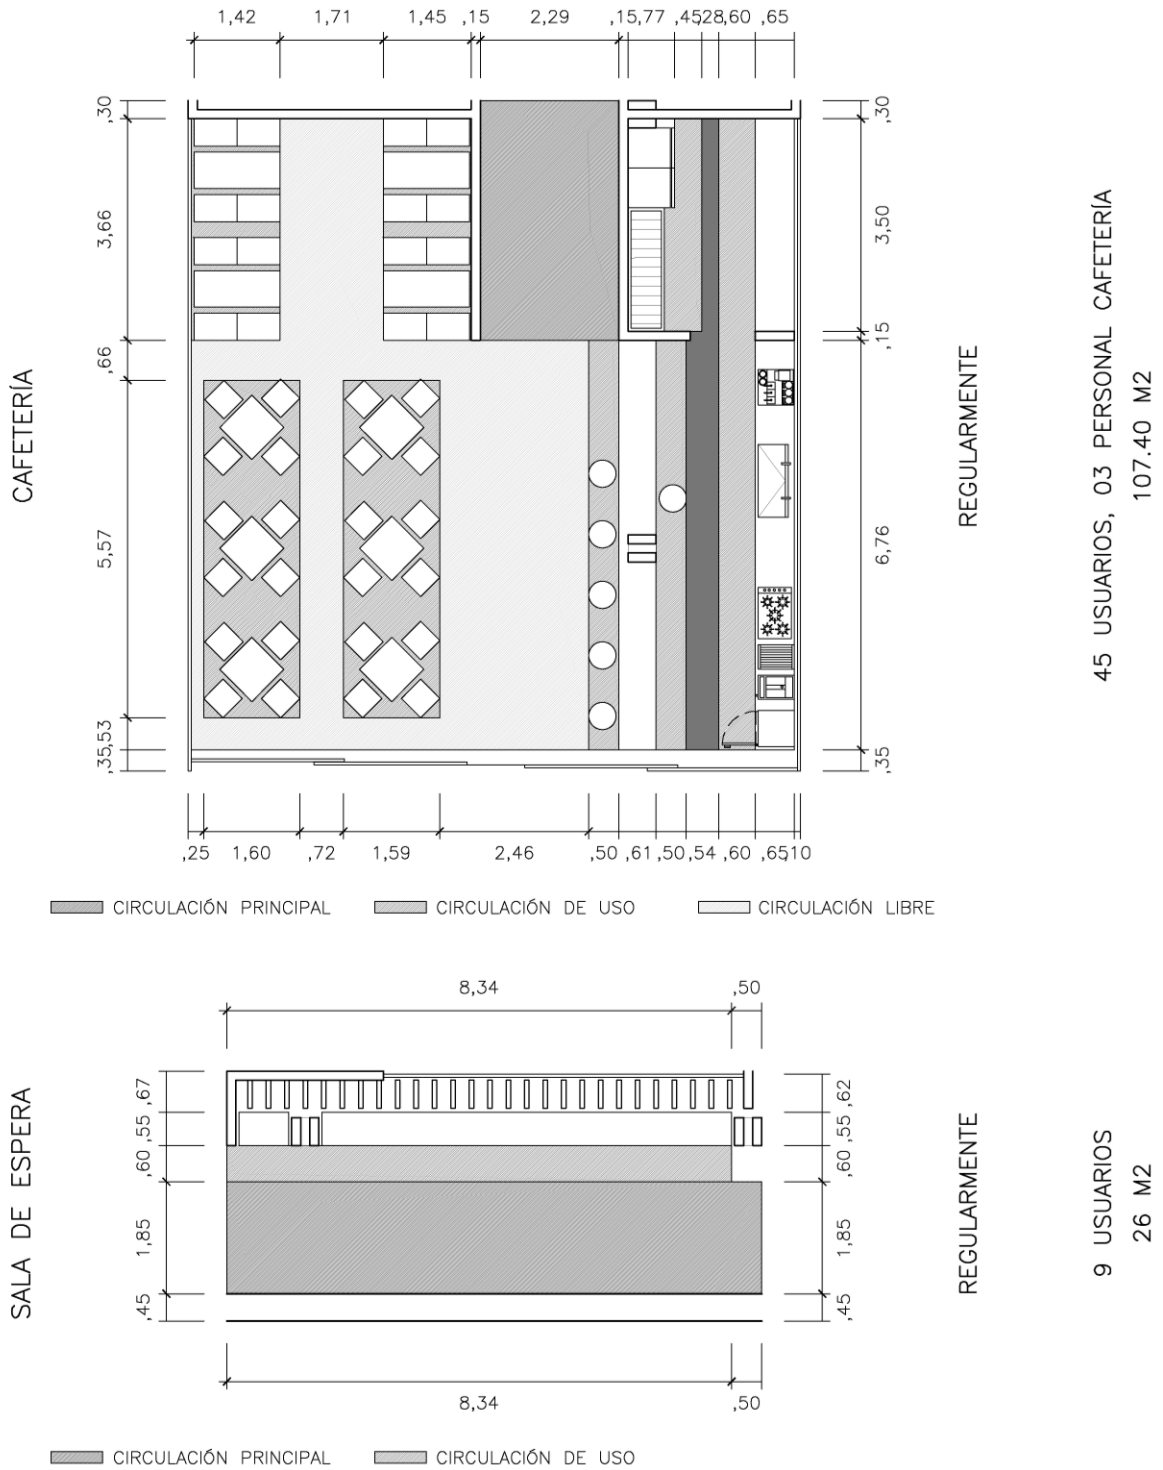 1,42 1,71 1,45 ,15 2,29 ,15 ,77 ,45 ,28 ,60 ,65
,30
3,66
,66
5,57
,53
,35
,30
3,50
,15
6,76
,35
CAFETERÍA
REGULARMENTE
45 USUARIOS, 03 PERSONAL CAFETERÍA
107.40 M2
,25 1,60 ,72 1,59 2,46 ,50 ,61 ,50 ,54 ,60 ,65 ,10
CIRCULACIÓN PRINCIPAL CIRCULACIÓN DE USO CIRCULACIÓN LIBRE
8,34 ,50
,67
,55
,60
1,85
,45
,62
,55
,60
1,85
,45
SALA DE ESPERA
REGULARMENTE
9 USUARIOS
26 M2
8,34 ,50
CIRCULACIÓN PRINCIPAL CIRCULACIÓN DE USO